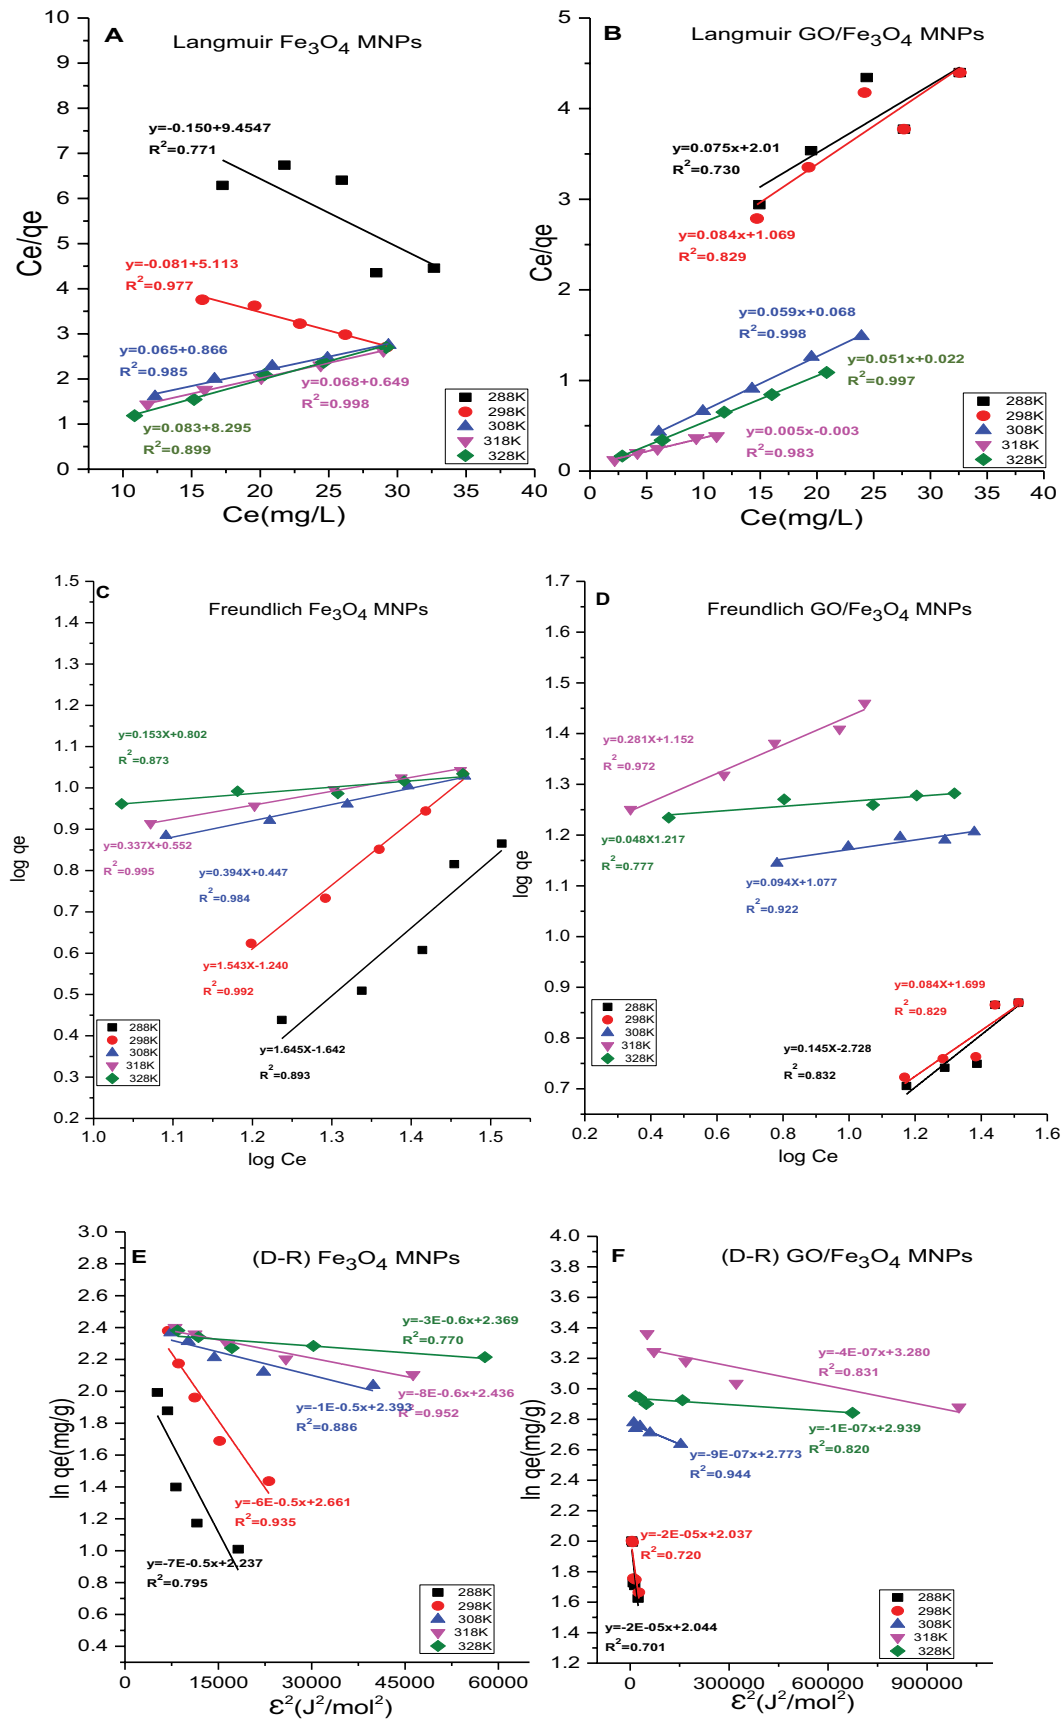 A
Langmuir Fe3O4 MNPs
10
9
8
7
6
5
4
3
2
1
0
Ce/qe
y=-0.150+9.4547
R2=0.771
y=-0.081+5.113
R2=0.977
y=0.065+0.866
R2=0.985
y=0.068+0.649
R2=0.998
y=0.083+8.295
R2=0.899
288K
298K
308K
318K
328K
10 15 20 25 30 35 40
Ce(mg/L)
B
Langmuir GO/Fe3O4 MNPs
5
4
3
2
1
0
Ce/qe
y=0.075x+2.01
R2=0.730
y=0.084x+1.069
R2=0.829
y=0.059x+0.068
R2=0.998
y=0.051x+0.022
R2=0.997
y=0.005x-0.003
R2=0.983
288K
298K
308K
318K
328K
0 5 10 15 20 25 30 35 40
Ce(mg/L)
C
Freundlich Fe3O4 MNPs
1.5
1.4
1.3
1.2
1.1
1.0
0.9
0.8
0.7
0.6
0.5
0.4
0.3
0.2
log qe
y=0.153X+0.802
R2=0.873
y=0.337X+0.552
R2=0.995
y=0.394X+0.447
R2=0.984
y=1.543X-1.240
R2=0.992
y=1.645X-1.642
R2=0.893
288K
298K
308K
318K
328K
1.0 1.1 1.2 1.3 1.4 1.5
log Ce
D
Freundlich GO/Fe3O4 MNPs
1.7
1.6
1.5
1.4
1.3
1.2
1.1
1.0
0.9
0.8
0.7
log qe
y=0.281X+1.152
R2=0.972
y=0.048X1.217
R2=0.777
y=0.094X+1.077
R2=0.922
y=0.084X+1.699
R2=0.829
y=0.145X-2.728
R2=0.832
288K
298K
308K
318K
328K
0.2 0.4 0.6 0.8 1.0 1.2 1.4 1.6
log Ce
E
(D-R) Fe3O4 MNPs
3.0
2.8
2.6
2.4
2.2
2.0
1.8
1.6
1.4
1.2
1.0
0.8
0.6
0.4
ln qe(mg/g)
y=-3E-0.6x+2.369
R2=0.770
y=-8E-0.6x+2.436
R2=0.952
y=-1E-0.5x+2.393
R2=0.886
y=-6E-0.5x+2.661
R2=0.935
y=-7E-0.5x+2.237
R2=0.795
288K
298K
308K
318K
328K
0 15000 30000 45000 60000
ε2(J2/mol2)
F
(D-R) GO/Fe3O4 MNPs
4.0
3.8
3.6
3.4
3.2
3.0
2.8
2.6
2.4
2.2
2.0
1.8
1.6
1.4
1.2
ln qe(mg/g)
y=-4E-07x+3.280
R2=0.831
y=-1E-07x+2.939
R2=0.820
y=-9E-07x+2.773
R2=0.944
y=-2E-05x+2.037
R2=0.720
y=-2E-05x+2.044
R2=0.701
288K
298K
308K
318K
328K
0 300000 600000 900000
ε2(J2/mol2)